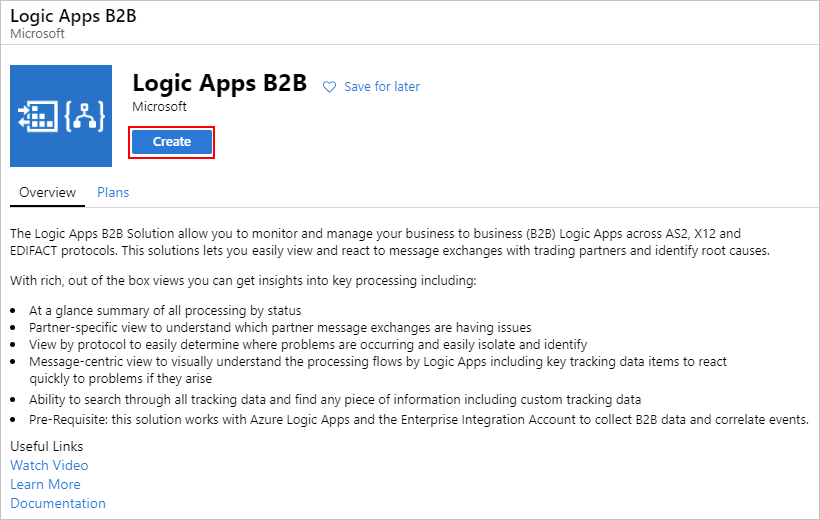 Logic Apps B2B
Microsoft
Logic Apps B2B
Save for later
Microsoft
Create
Overview
Plans
The Logic Apps B2B Solution allow you to monitor and manage your business to business (B2B) Logic Apps across AS2, X12 and
EDIFACT protocols. This solutions lets you easily view and react to message exchanges with trading partners and identify root causes.
With rich, out of the box views you can get insights into key processing including:
• At a glance summary of all processing by status
• Partner-specific view to understand which partner message exchanges are having issues
• View by protocol to easily determine where problems are occurring and easily isolate and identify
• Message-centric view to visually understand the processing flows by Logic Apps including key tracking data items to react
quickly to problems if they arise
• Ability to search through all tracking data and find any piece of information including custom tracking data
• Pre-Requisite: this solution works with Azure Logic Apps and the Enterprise Integration Account to collect B2B data and correlate events.
Useful Links
Watch Video
Learn More
Documentation